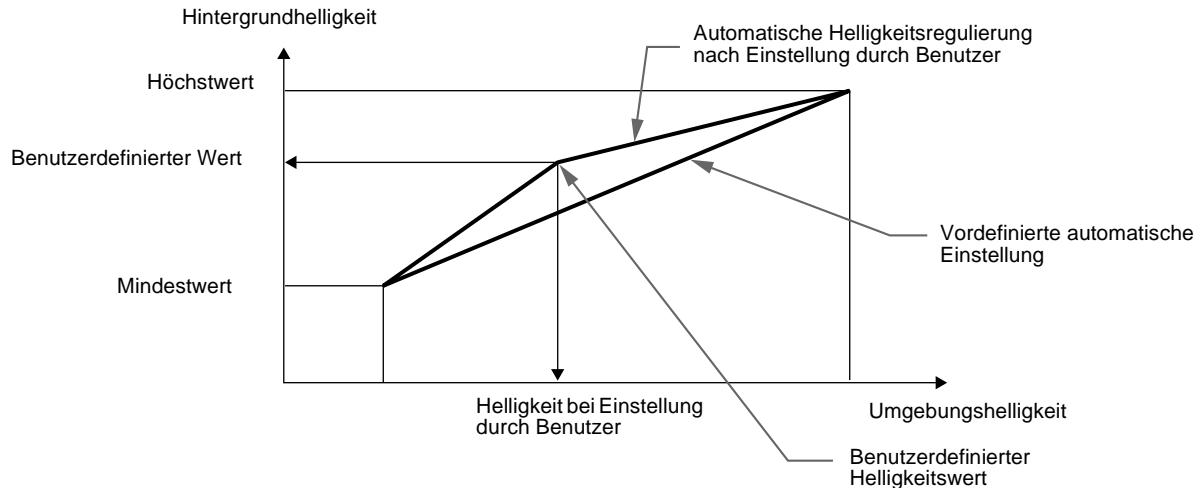 Hintergrundhelligkeit
Automatische Helligkeitsregulierung
nach Einstellung durch Benutzer
Höchstwert
Benutzerdefinierter Wert
Vordefinierte automatische
Einstellung
Mindestwert
Helligkeit bei Einstellung
durch Benutzer
Umgebungshelligkeit
Benutzerdefinierter
Helligkeitswert